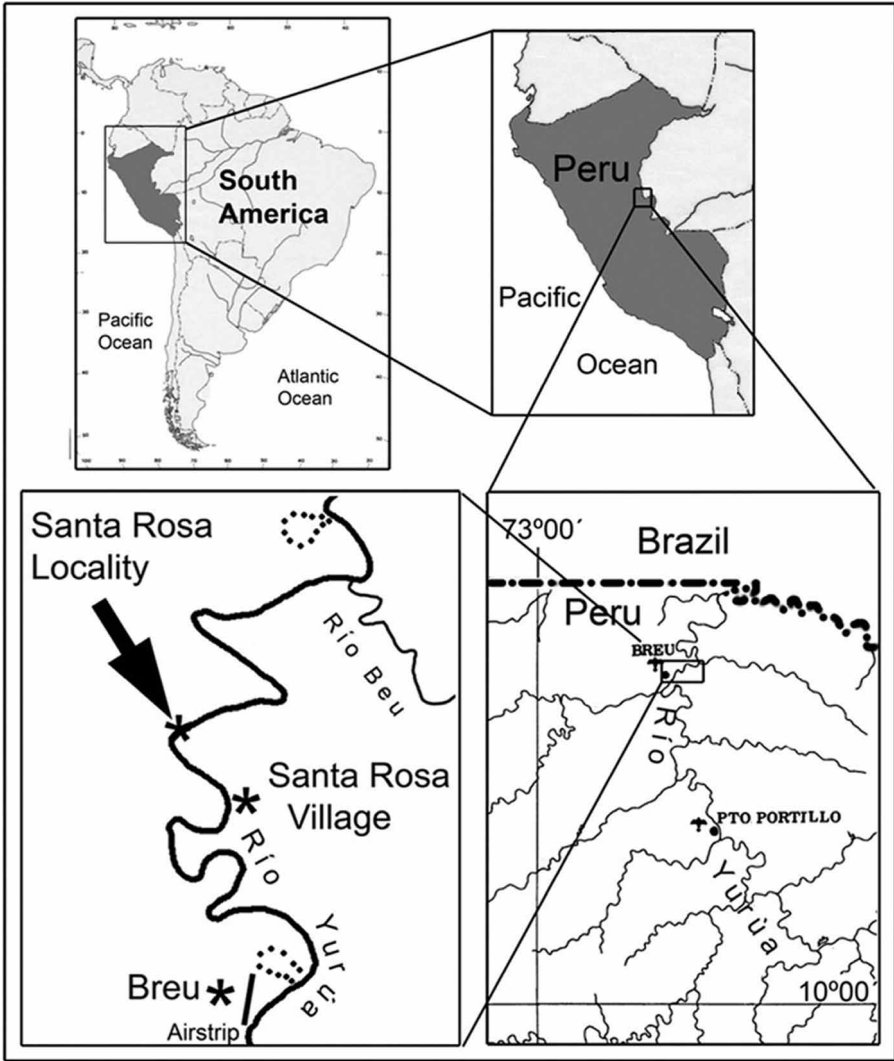 South
America
Pacific
Ocean
Atlantic
Ocean
Peru
Pacific
Ocean
Santa Rosa
Locality
Río Beu
Santa Rosa
Village
Río
Yurúa
Breu
Airstrip
73º00´
Brazil
Peru
BREU
Río
PTO PORTILLO
Yurúa
10º00´